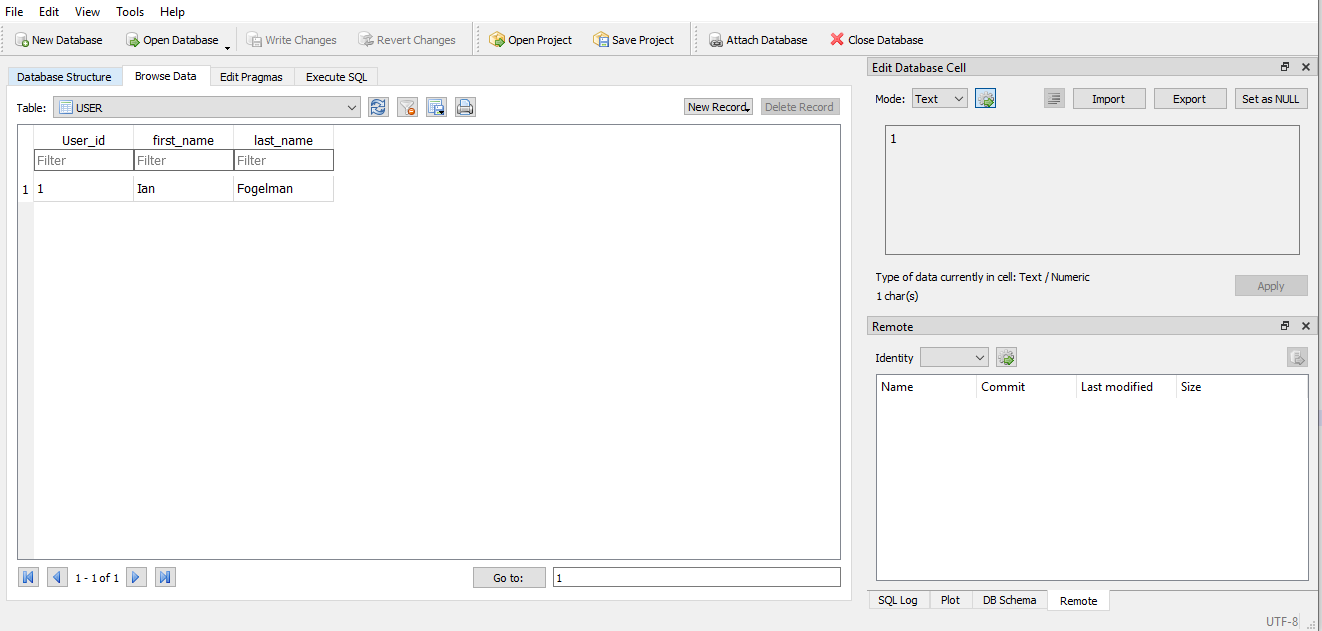 File Edit View Tools Help
New Database Open Database Write Changes Revert Changes Open Project Save Project Attach Database Close Database
Database Structure Browse Data Edit Pragmas Execute SQL
Table: USER New Record Delete Record
User_id first_name last_name
Filter Filter Filter
1 1 Ian Fogelman
1 - 1 of 1 Go to: 1
Edit Database Cell
Mode: Text Import Export Set as NULL
1
Type of data currently in cell: Text / Numeric
1 char(s)
Apply
Remote
Identity
Name Commit Last modified Size
SQL Log Plot DB Schema Remote
UTF-8